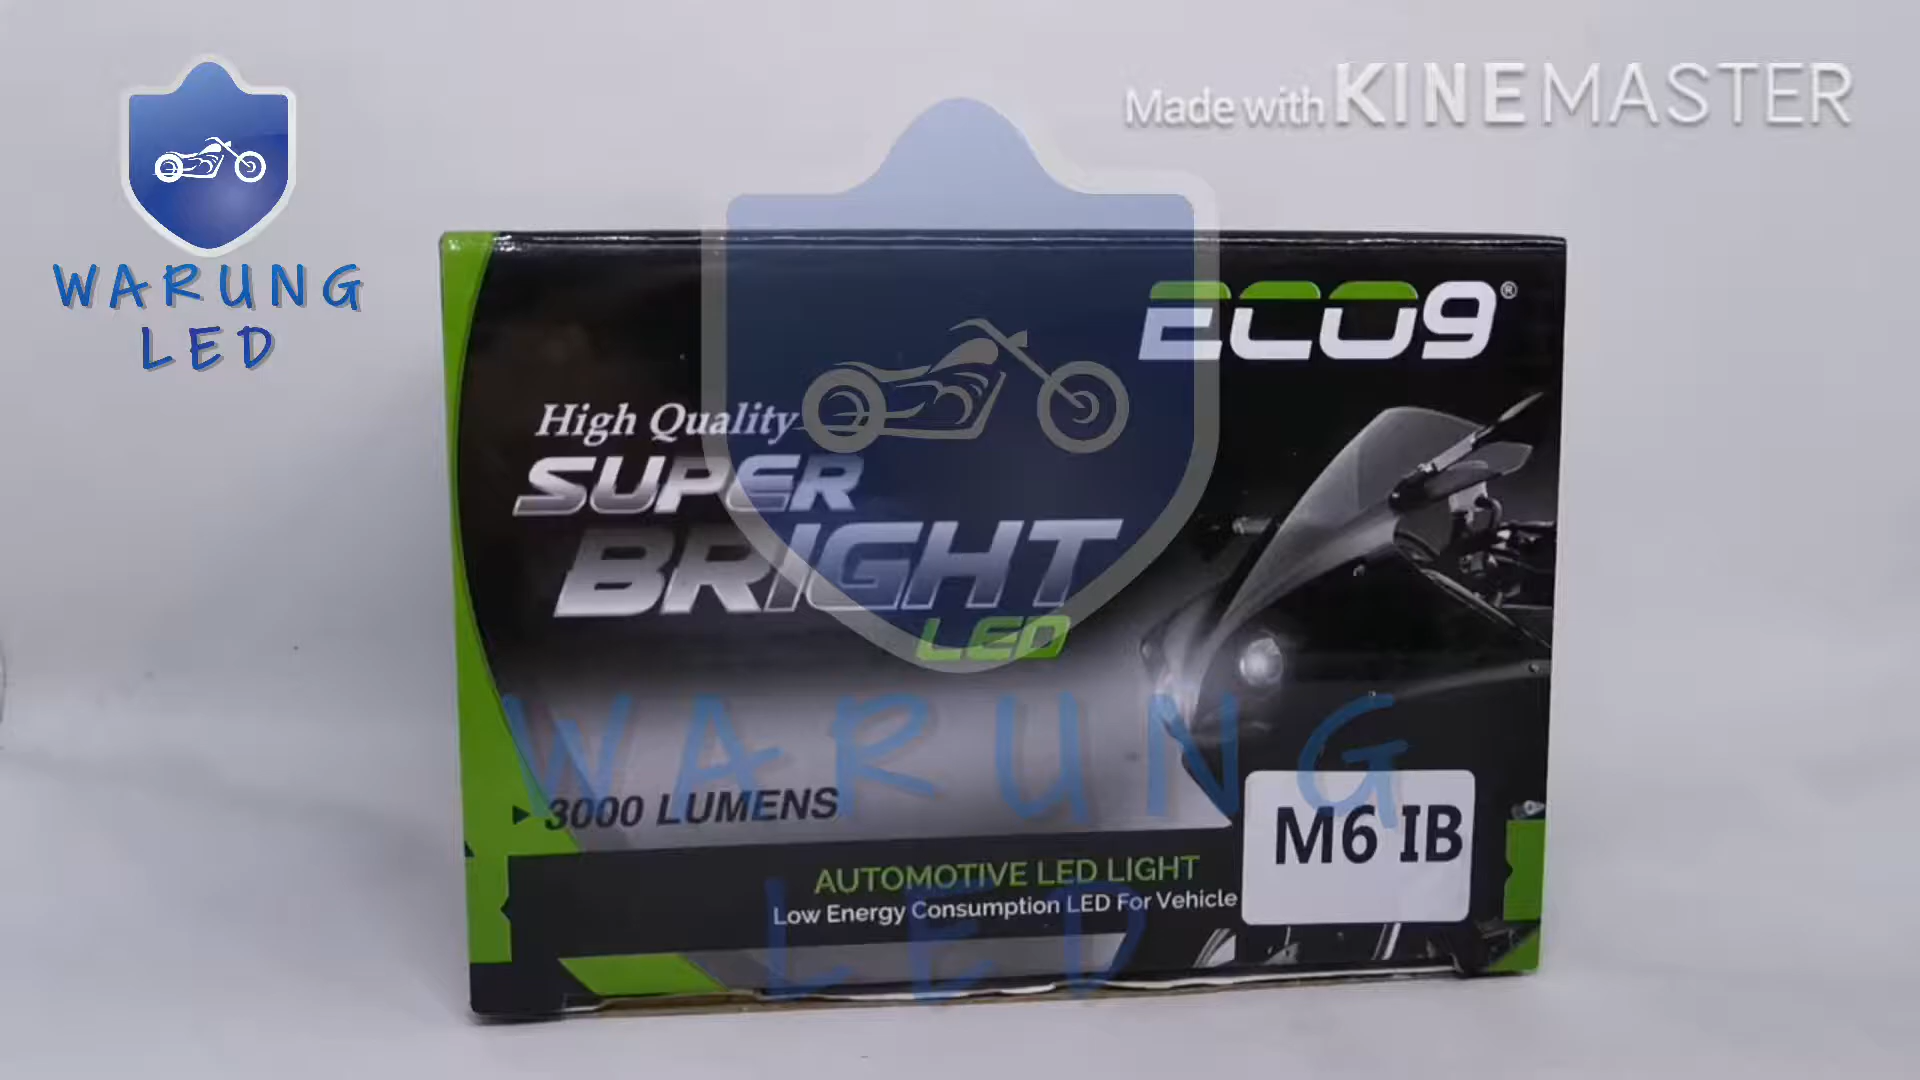 WARUNG
LED
Made with KINEMASTER
ECO9®
High Quality
SUPER
BRIGHT
LED
WARUNG
3000 LUMENS
M6 IB
AUTOMOTIVE LED LIGHT
Low Energy Consumption LED For Vehicle
LED